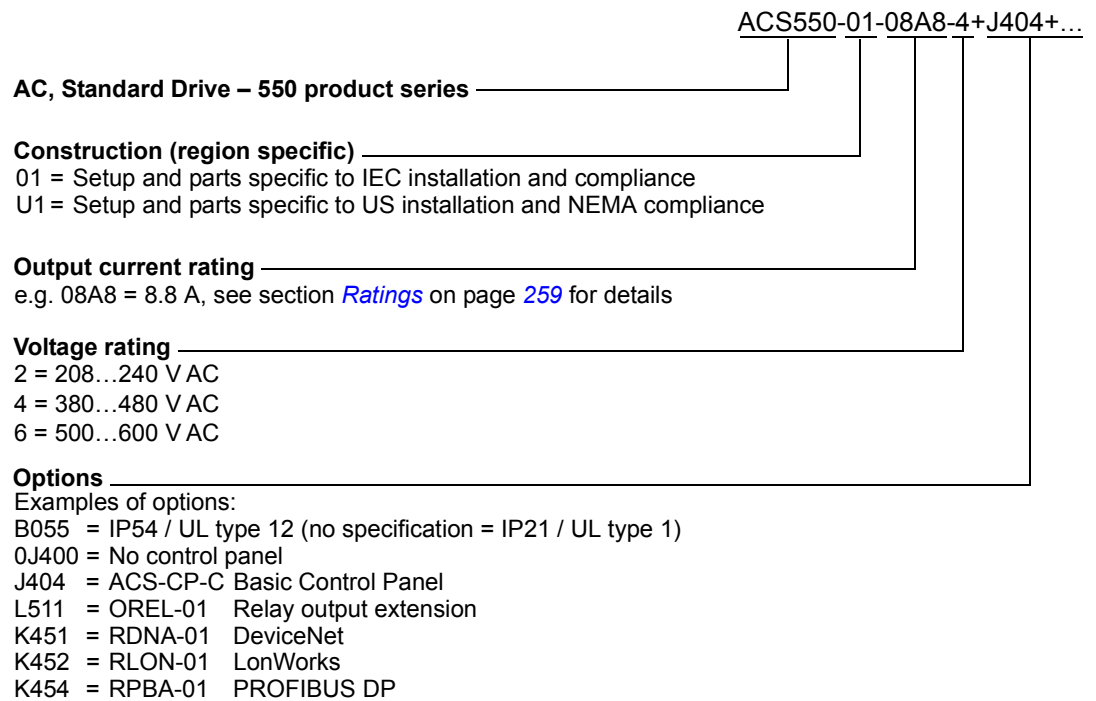 ACS550-01-08A8-4+J404+…
AC, Standard Drive – 550 product series
Construction (region specific)
01 = Setup and parts specific to IEC installation and compliance
U1 = Setup and parts specific to US installation and NEMA compliance
Output current rating
e.g. 08A8 = 8.8 A, see section Ratings on page 259 for details
Voltage rating
2 = 208…240 V AC
4 = 380…480 V AC
6 = 500…600 V AC
Options
Examples of options:
B055 = IP54 / UL type 12 (no specification = IP21 / UL type 1)
0J400 = No control panel
J404 = ACS-CP-C Basic Control Panel
L511 = OREL-01 Relay output extension
K451 = RDNA-01 DeviceNet
K452 = RLON-01 LonWorks
K454 = RPBA-01 PROFIBUS DP